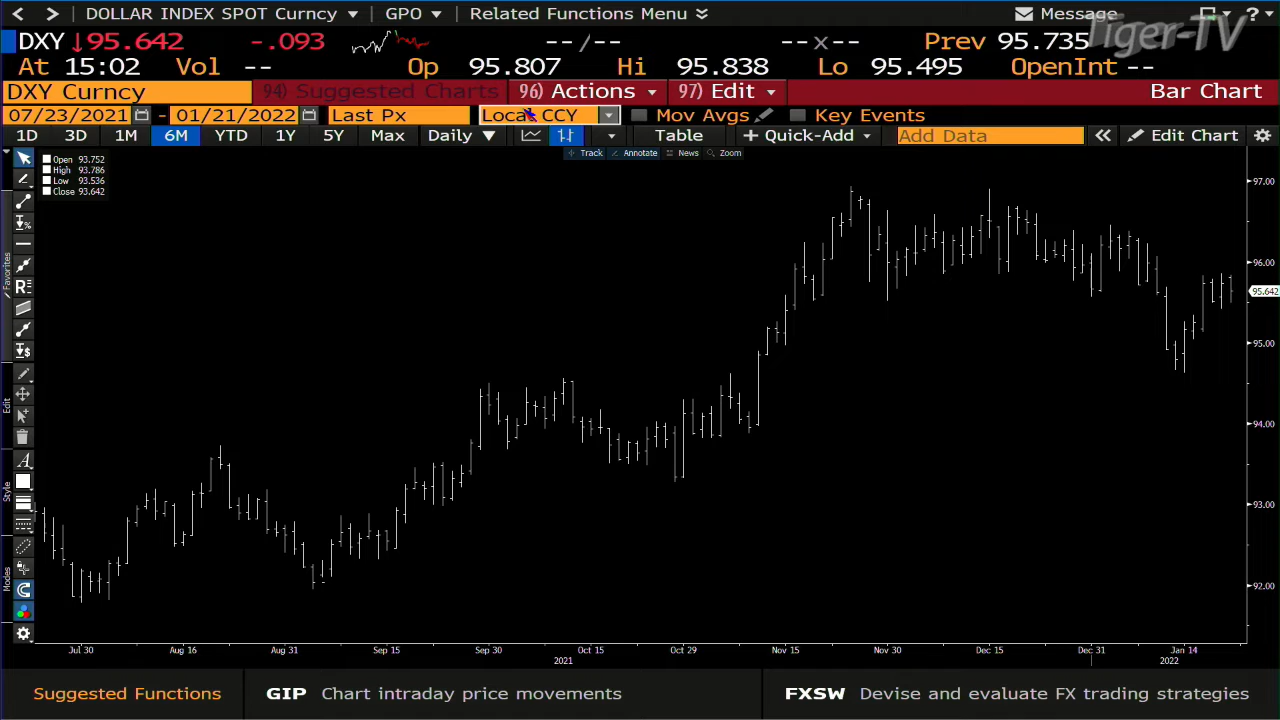 DOLLAR INDEX SPOT Curncy GPO Related Functions Menu Message ?
Tiger-TV
DXY 95.642 -.093 --/-- --x-- Prev 95.735
At 15:02 Vol -- Op 95.807 Hi 95.838 Lo 95.495 OpenInt --
DXY Curncy 94) Suggested Charts 96) Actions 97) Edit Bar Chart
07/23/2021 - 01/21/2022 Last Px Local CCY Mov Avgs Key Events
1D 3D 1M 6M YTD 1Y 5Y Max Daily Table + Quick-Add Add Data Edit Chart
Track Annotate News Zoom
Open 93.752
High 93.786
Low 93.536
Close 93.642
Favorites
Edit
Style
Modes
97.00
96.00
95.642
95.00
94.00
93.00
92.00
Jul 30 Aug 16 Aug 31 Sep 15 Sep 30 Oct 15 Oct 29 Nov 15 Nov 30 Dec 15 Dec 31 Jan 14
2021 2022
Suggested Functions GIP Chart intraday price movements FXSW Devise and evaluate FX trading strategies